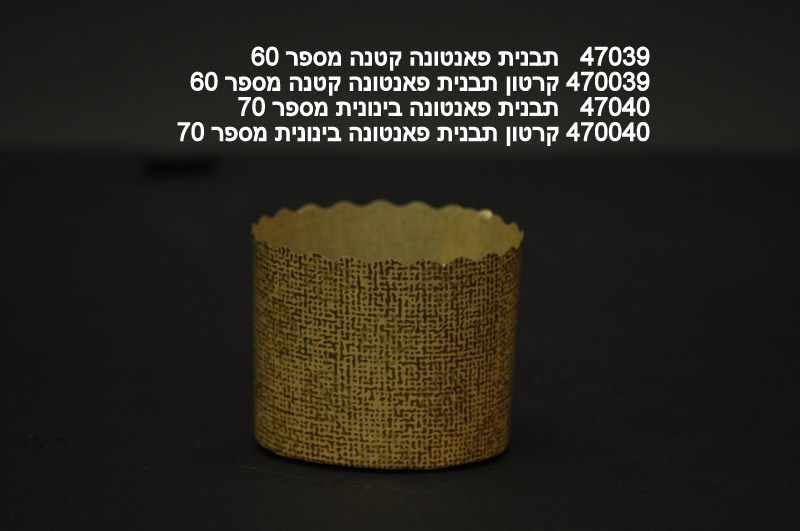 47039 תבנית פאנטונה קטנה מספר 60
470039 קרטון תבנית פאנטונה קטנה מספר 60
47040 תבנית פאנטונה בינונית מספר 70
470040 קרטון תבנית פאנטונה בינונית מספר 70